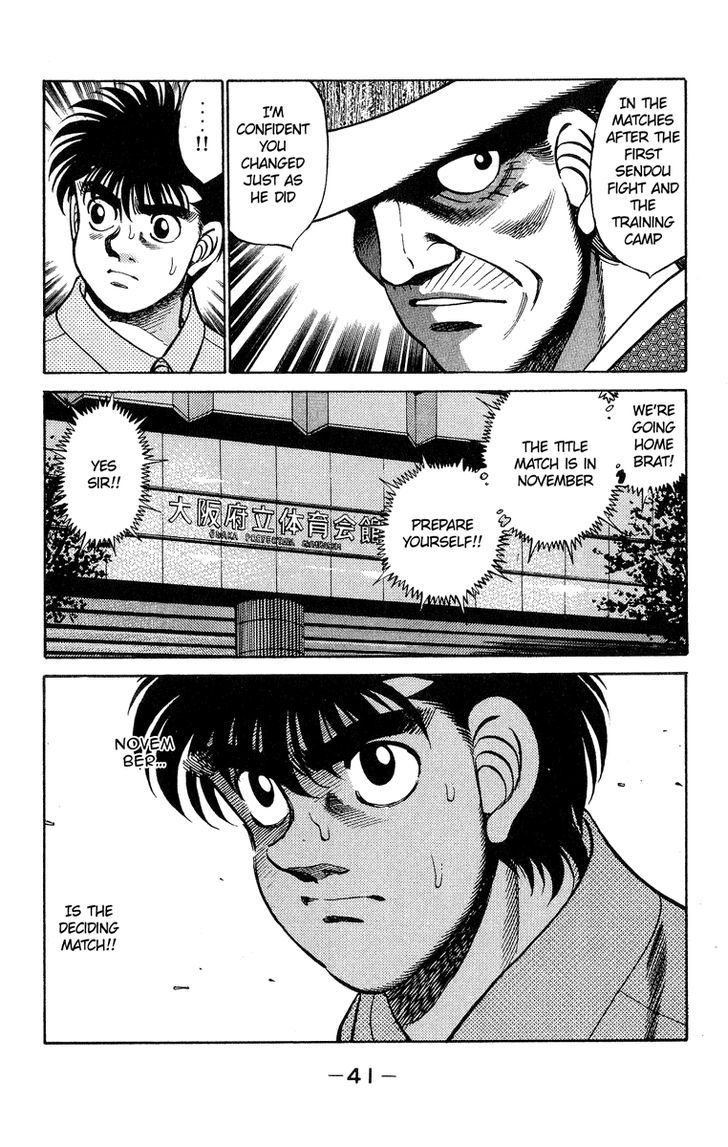 IN THE
MATCHES
AFTER THE
FIRST
SENDOU
FIGHT AND
THE
TRAINING
CAMP
I'M
CONFIDENT
YOU
CHANGED
JUST AS
HE DID
....
!!
WE'RE
GOING
HOME
BRAT!
THE TITLE
MATCH IS IN
NOVEMBER
PREPARE
YOURSELF!!
YES
SIR!!
大阪府立体育会館
NOVEM
BER...
IS THE
DECIDING
MATCH!!
—41—